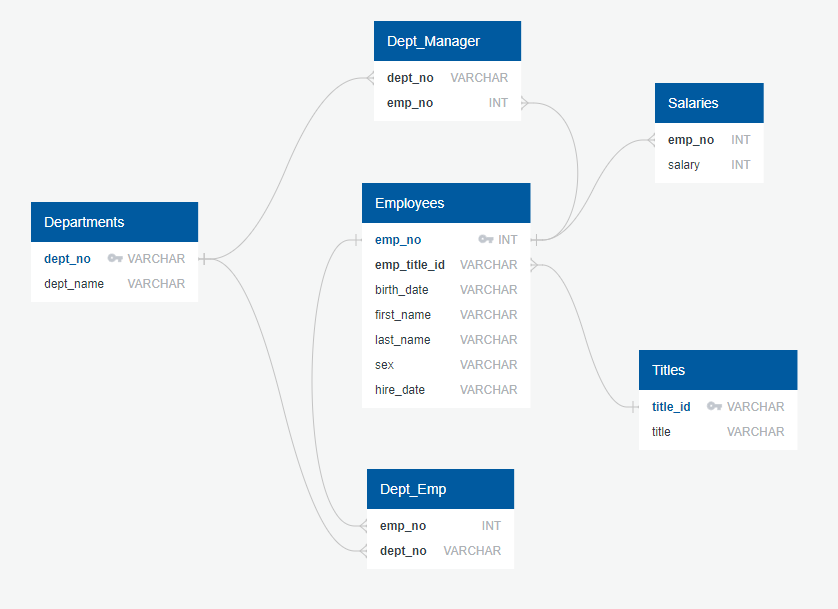 Dept_Manager
dept_no VARCHAR
emp_no INT
Salaries
emp_no INT
salary INT
Departments
dept_no VARCHAR
dept_name VARCHAR
Employees
emp_no INT
emp_title_id VARCHAR
birth_date VARCHAR
first_name VARCHAR
last_name VARCHAR
sex VARCHAR
hire_date VARCHAR
Titles
title_id VARCHAR
title VARCHAR
Dept_Emp
emp_no INT
dept_no VARCHAR